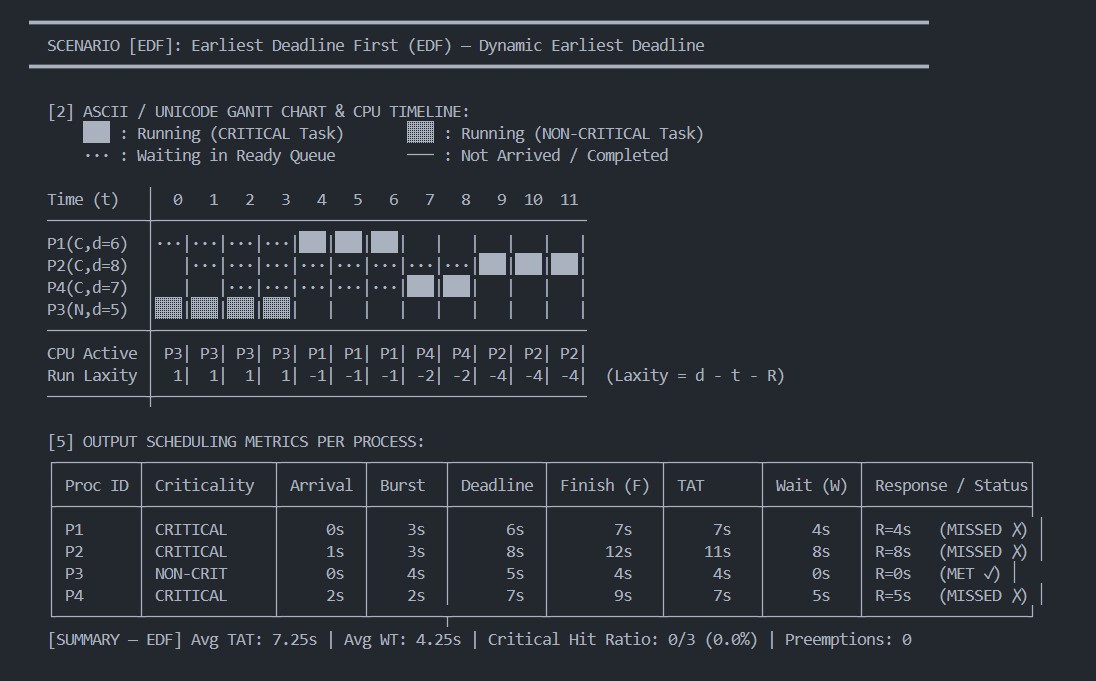 SCENARIO [EDF]: Earliest Deadline First (EDF) — Dynamic Earliest Deadline
[2] ASCII / UNICODE GANTT CHART & CPU TIMELINE:
: Running (CRITICAL Task) : Running (NON-CRITICAL Task)
··· : Waiting in Ready Queue ── : Not Arrived / Completed
Time (t) │ 0 1 2 3 4 5 6 7 8 9 10 11
P1(C,d=6) │···|···|···|···| | | | | | | | |
P2(C,d=8) │ |···|···|···|···|···|···|···|···| | | |
P4(C,d=7) │ | |···|···|···|···|···| | | | | |
P3(N,d=5) │ | | | | | | | | | | | |
CPU Active │ P3| P3| P3| P3| P1| P1| P1| P4| P4| P2| P2| P2|
Run Laxity │ 1| 1| 1| 1| -1| -1| -1| -2| -2| -4| -4| -4| (Laxity = d - t - R)
[5] OUTPUT SCHEDULING METRICS PER PROCESS:
│ Proc ID │ Criticality │ Arrival │ Burst │ Deadline │ Finish (F) │ TAT │ Wait (W) │ Response / Status│
│ P1 │ CRITICAL │ 0s │ 3s │ 6s │ 7s │ 7s │ 4s │ R=4s (MISSED ✗) │
│ P2 │ CRITICAL │ 1s │ 3s │ 8s │ 12s │ 11s │ 8s │ R=8s (MISSED ✗) │
│ P3 │ NON-CRIT │ 0s │ 4s │ 5s │ 4s │ 4s │ 0s │ R=0s (MET ✓) │
│ P4 │ CRITICAL │ 2s │ 2s │ 7s │ 9s │ 7s │ 5s │ R=5s (MISSED ✗) │
[SUMMARY — EDF] Avg TAT: 7.25s | Avg WT: 4.25s | Critical Hit Ratio: 0/3 (0.0%) | Preemptions: 0